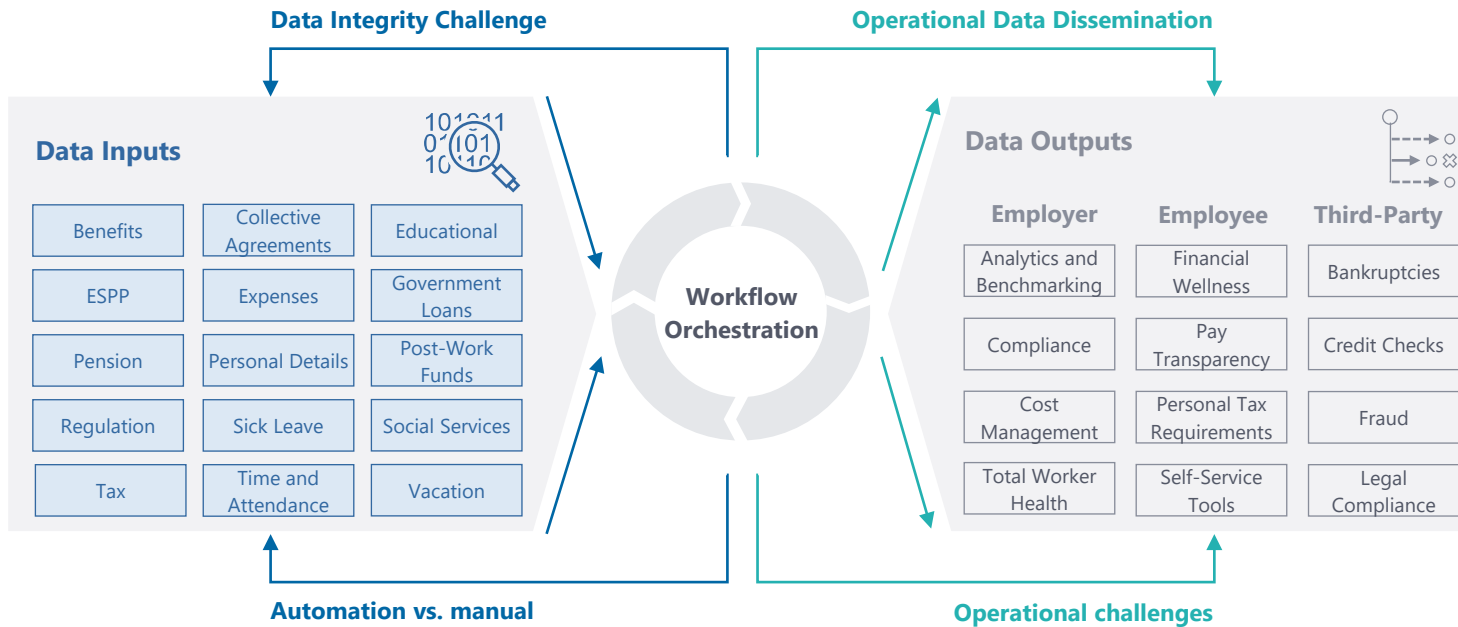 Data Integrity Challenge
Operational Data Dissemination
Data Inputs
101011
01101
10110
Benefits
Collective
Agreements
Educational
ESPP
Expenses
Government
Loans
Pension
Personal Details
Post-Work
Funds
Regulation
Sick Leave
Social Services
Tax
Time and
Attendance
Vacation
Workflow
Orchestration
Data Outputs
Employer
Employee
Third-Party
Analytics and
Benchmarking
Financial
Wellness
Bankruptcies
Compliance
Pay
Transparency
Credit Checks
Cost
Management
Personal Tax
Requirements
Fraud
Total Worker
Health
Self-Service
Tools
Legal
Compliance
Automation vs. manual
Operational challenges